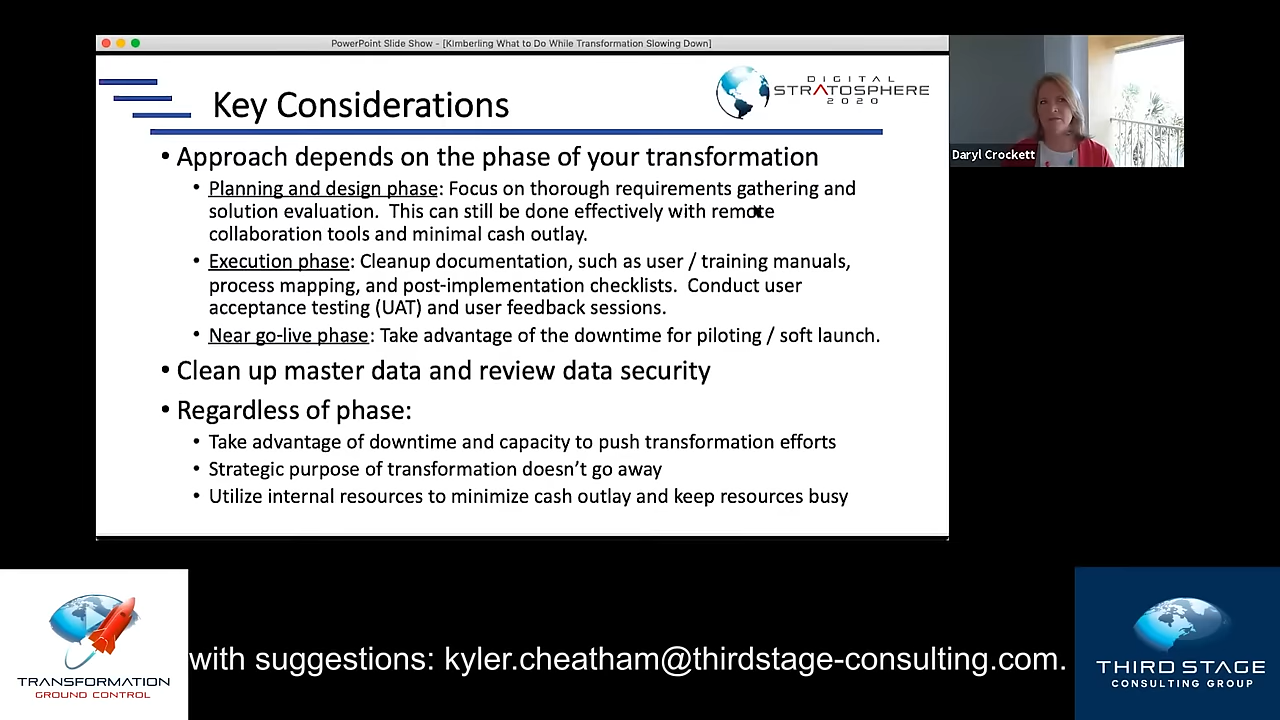 PowerPoint Slide Show - [KImberling What to Do While Transformation Slowing Down]
DIGITAL
STRATOSPHERE
2020
Key Considerations
• Approach depends on the phase of your transformation
• Planning and design phase: Focus on thorough requirements gathering and
solution evaluation.  This can still be done effectively with remote
collaboration tools and minimal cash outlay.
• Execution phase: Cleanup documentation, such as user / training manuals,
process mapping, and post-implementation checklists.  Conduct user
acceptance testing (UAT) and user feedback sessions.
• Near go-live phase: Take advantage of the downtime for piloting / soft launch.
• Clean up master data and review data security
• Regardless of phase:
• Take advantage of downtime and capacity to push transformation efforts
• Strategic purpose of transformation doesn’t go away
• Utilize internal resources to minimize cash outlay and keep resources busy
Daryl Crockett
TRANSFORMATION
GROUND CONTROL
with suggestions: kyler.cheatham@thirdstage-consulting.com.
THIRD STAGE
CONSULTING GROUP